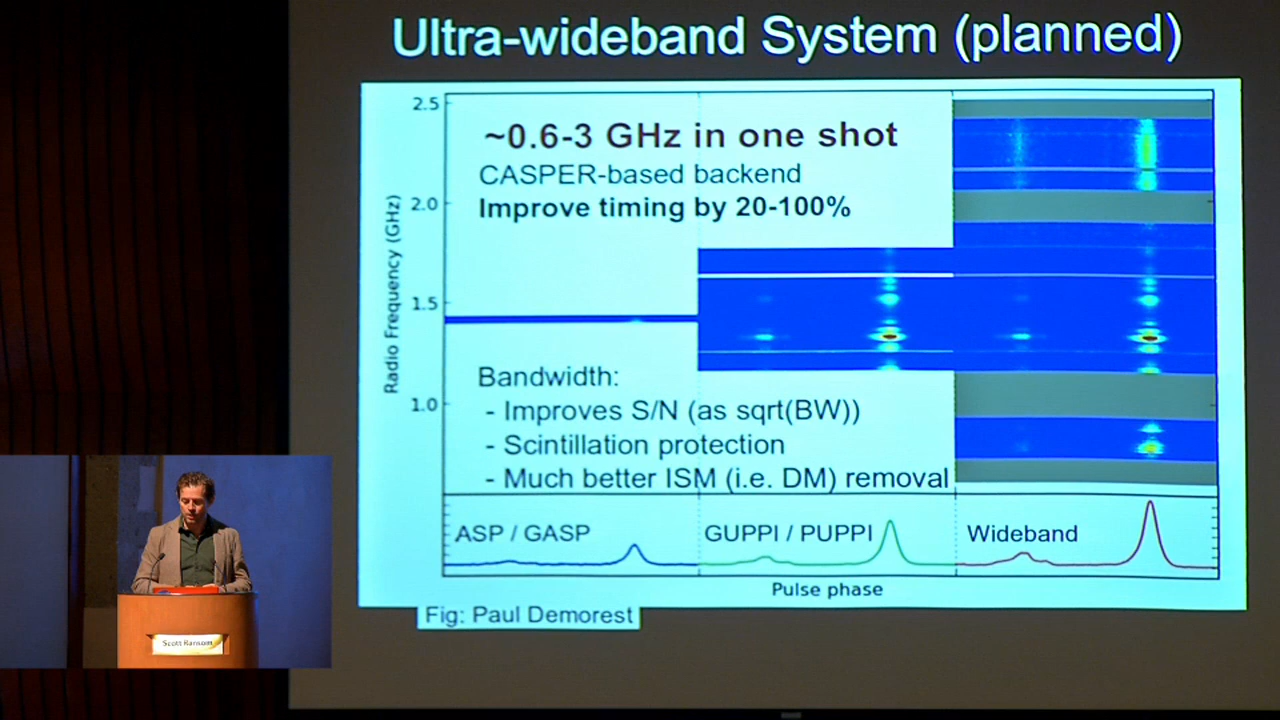 Ultra-wideband System (planned)
2.5
~0.6-3 GHz in one shot
CASPER-based backend
Improve timing by 20-100%
2.0
Radio Frequency (GHz)
1.5
Bandwidth:
1.0
- Improves S/N (as sqrt(BW))
- Scintillation protection
- Much better ISM (i.e. DM) removal
ASP / GASP
GUPPI / PUPPI
Wideband
Pulse phase
Fig: Paul Demorest
Scott Ransom